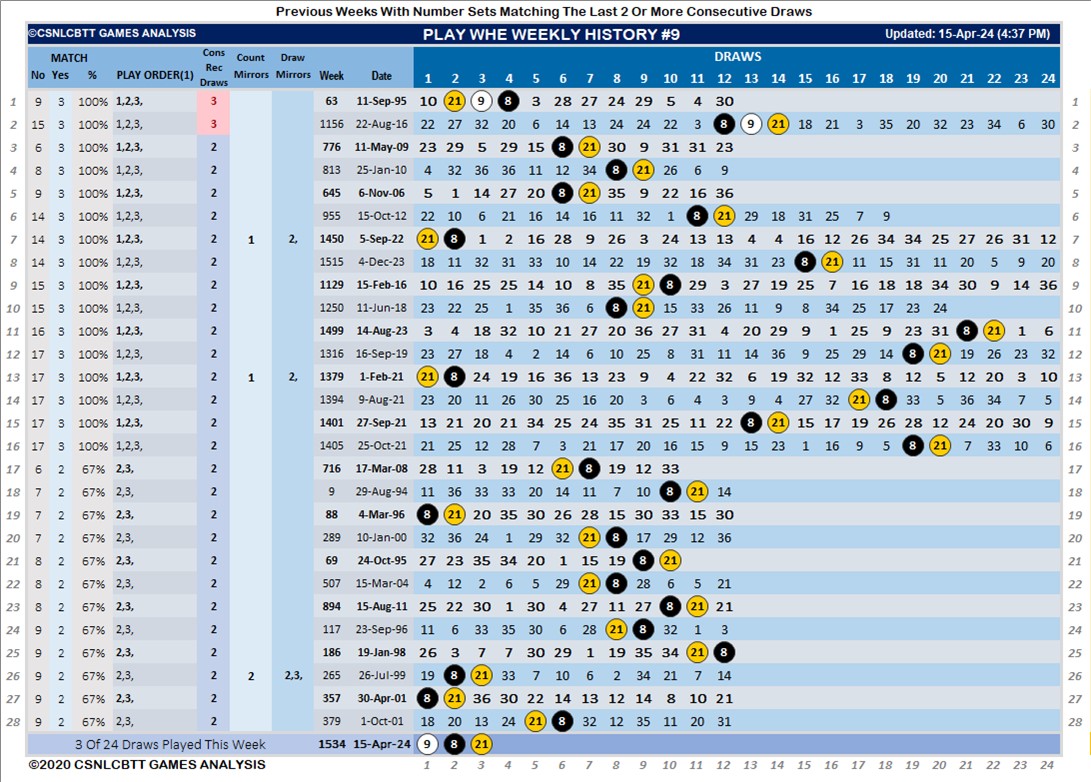 Previous Weeks With Number Sets Matching The Last 2 Or More Consecutive Draws
©CSNLCBTT GAMES ANALYSIS PLAY WHE WEEKLY HISTORY #9 Updated: 15-Apr-24 (4:37 PM)
MATCH Cons Rec Draws Count Mirrors Draw Mirrors DRAWS
No Yes % PLAY ORDER(1) Week Date 1 2 3 4 5 6 7 8 9 10 11 12 13 14 15 16 17 18 19 20 21 22 23 24
1 9 3 100% 1,2,3, 3 63 11-Sep-95 10 21 9 8 3 28 27 24 29 5 4 30 1
2 15 3 100% 1,2,3, 3 1156 22-Aug-16 22 27 32 20 6 14 13 24 24 22 3 8 9 21 18 21 3 35 20 32 23 34 6 30 2
3 6 3 100% 1,2,3, 2 776 11-May-09 23 29 5 29 15 8 21 30 9 31 31 23 3
4 8 3 100% 1,2,3, 2 813 25-Jan-10 4 32 36 36 11 12 34 8 21 26 6 9 4
5 9 3 100% 1,2,3, 2 645 6-Nov-06 5 1 14 27 20 8 21 35 9 22 16 36 5
6 14 3 100% 1,2,3, 2 955 15-Oct-12 22 10 6 21 16 14 16 11 32 1 8 21 29 18 31 25 7 9 6
7 14 3 100% 1,2,3, 2 1 2, 1450 5-Sep-22 21 8 1 2 16 28 9 26 3 24 13 13 4 4 16 12 26 34 34 25 27 26 31 12 7
8 14 3 100% 1,2,3, 2 1515 4-Dec-23 18 11 32 31 33 10 14 22 19 32 18 34 31 23 8 21 11 15 31 11 20 5 9 20 8
9 15 3 100% 1,2,3, 2 1129 15-Feb-16 10 16 25 25 14 10 8 35 21 8 29 3 27 19 25 7 16 18 18 34 30 9 14 36 9
10 15 3 100% 1,2,3, 2 1250 11-Jun-18 23 22 25 1 35 36 6 8 21 15 33 26 11 9 8 34 25 17 23 24 10
11 16 3 100% 1,2,3, 2 1499 14-Aug-23 3 4 18 32 10 21 27 20 36 27 31 4 20 29 9 1 25 9 23 31 8 21 1 6 11
12 17 3 100% 1,2,3, 2 1316 16-Sep-19 23 27 18 4 2 14 6 10 25 8 31 11 14 36 9 25 29 14 8 21 19 26 23 32 12
13 17 3 100% 1,2,3, 2 1 2, 1379 1-Feb-21 21 8 24 19 16 36 13 23 9 4 22 32 6 19 32 12 33 8 12 5 12 20 3 10 13
14 17 3 100% 1,2,3, 2 1394 9-Aug-21 23 20 11 26 30 25 16 20 3 6 4 3 9 4 27 32 21 8 33 5 36 34 7 5 14
15 17 3 100% 1,2,3, 2 1401 27-Sep-21 13 21 20 21 34 25 24 35 31 25 11 22 8 21 15 17 19 26 28 12 24 20 30 9 15
16 17 3 100% 1,2,3, 2 1405 25-Oct-21 21 25 12 28 7 3 21 17 20 16 15 9 15 23 1 16 9 5 8 21 7 33 10 6 16
17 6 2 67% 2,3, 2 716 17-Mar-08 28 11 3 19 12 21 8 19 12 33 17
18 7 2 67% 2,3, 2 9 29-Aug-94 11 36 33 33 20 14 11 7 10 8 21 14 18
19 7 2 67% 2,3, 2 88 4-Mar-96 8 21 20 35 30 26 28 15 30 33 15 30 19
20 7 2 67% 2,3, 2 289 10-Jan-00 32 36 24 1 29 32 21 8 17 29 12 36 20
21 8 2 67% 2,3, 2 69 24-Oct-95 27 23 35 34 20 1 15 19 8 21 21
22 8 2 67% 2,3, 2 507 15-Mar-04 4 12 2 6 5 29 21 8 28 6 5 21 22
23 8 2 67% 2,3, 2 894 15-Aug-11 25 22 30 1 30 4 27 11 27 8 21 21 23
24 9 2 67% 2,3, 2 117 23-Sep-96 11 6 33 35 30 6 28 21 8 32 1 3 24
25 9 2 67% 2,3, 2 186 19-Jan-98 26 3 7 7 30 29 1 19 35 34 21 8 25
26 9 2 67% 2,3, 2 2 2,3, 265 26-Jul-99 19 8 21 33 7 10 6 2 34 21 7 14 26
27 9 2 67% 2,3, 2 357 30-Apr-01 8 21 36 30 22 14 13 12 14 8 10 21 27
28 9 2 67% 2,3, 2 379 1-Oct-01 18 20 13 24 21 8 32 12 35 11 20 31 28
3 Of 24 Draws Played This Week 1534 15-Apr-24 9 8 21
©2020 CSNLCBTT GAMES ANALYSIS 1 2 3 4 5 6 7 8 9 10 11 12 13 14 15 16 17 18 19 20 21 22 23 24